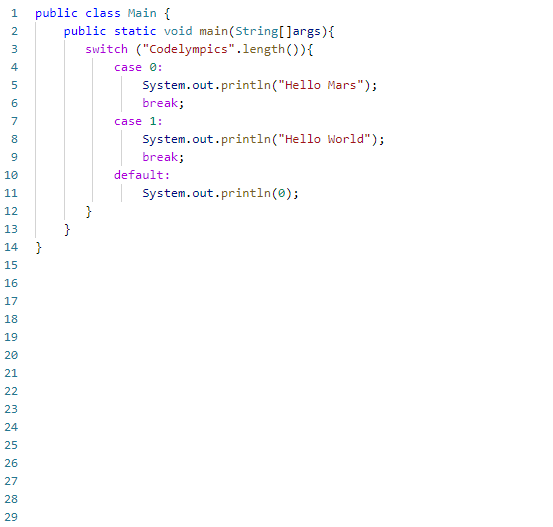 1 public class Main {
2     public static void main(String[]args){
3        switch ("Codelympics".length()){
4            case 0:
5                System.out.println("Hello Mars");
6                break;
7            case 1:
8                System.out.println("Hello World");
9                break;
10            default:
11                System.out.println(0);
12        }
13     }
14 }
15
16
17
18
19
20
21
22
23
24
25
26
27
28
29